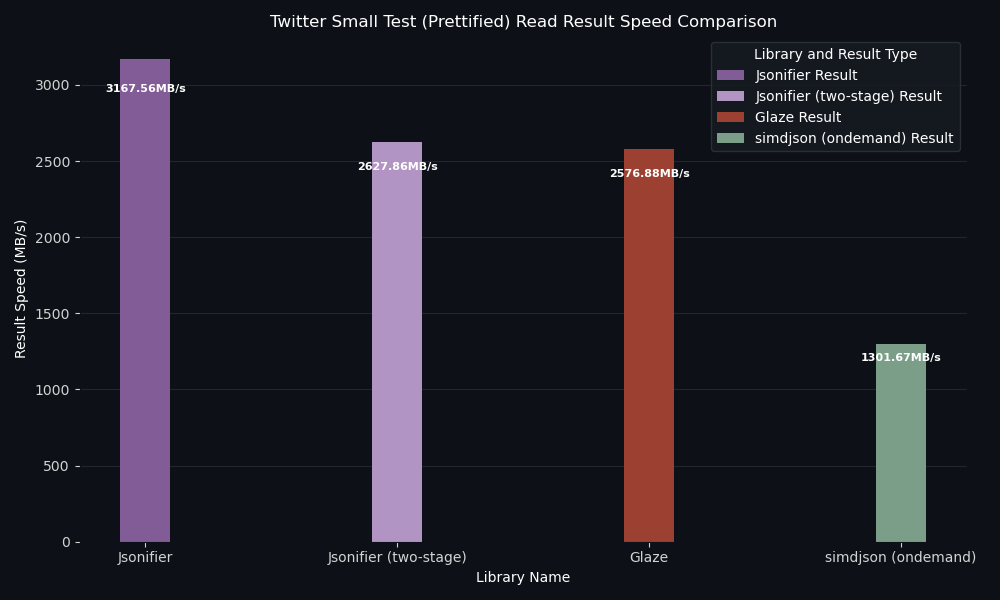 Twitter Small Test (Prettified) Read Result Speed Comparison
Library and Result Type
Jsonifier Result
Jsonifier (two-stage) Result
Glaze Result
simdjson (ondemand) Result
Result Speed (MB/s)
3000
2500
2000
1500
1000
500
0
3167.56MB/s
2627.86MB/s
2576.88MB/s
1301.67MB/s
Jsonifier
Jsonifier (two-stage)
Glaze
simdjson (ondemand)
Library Name